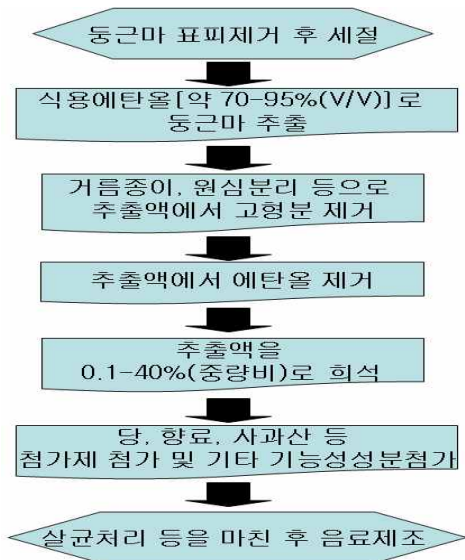 둥근마 표피제거 후 세절
식용에탄올[약 70-95%(V/V)]로
둥근마 추출
거름종이, 원심분리 등으로
추출액에서 고형분 제거
추출액에서 에탄올 제거
추출액을
0.1-40%(중량비)로 희석
당, 향료, 사과산 등
첨가제 첨가 및 기타 기능성성분첨가
살균처리 등을 마친 후 음료제조